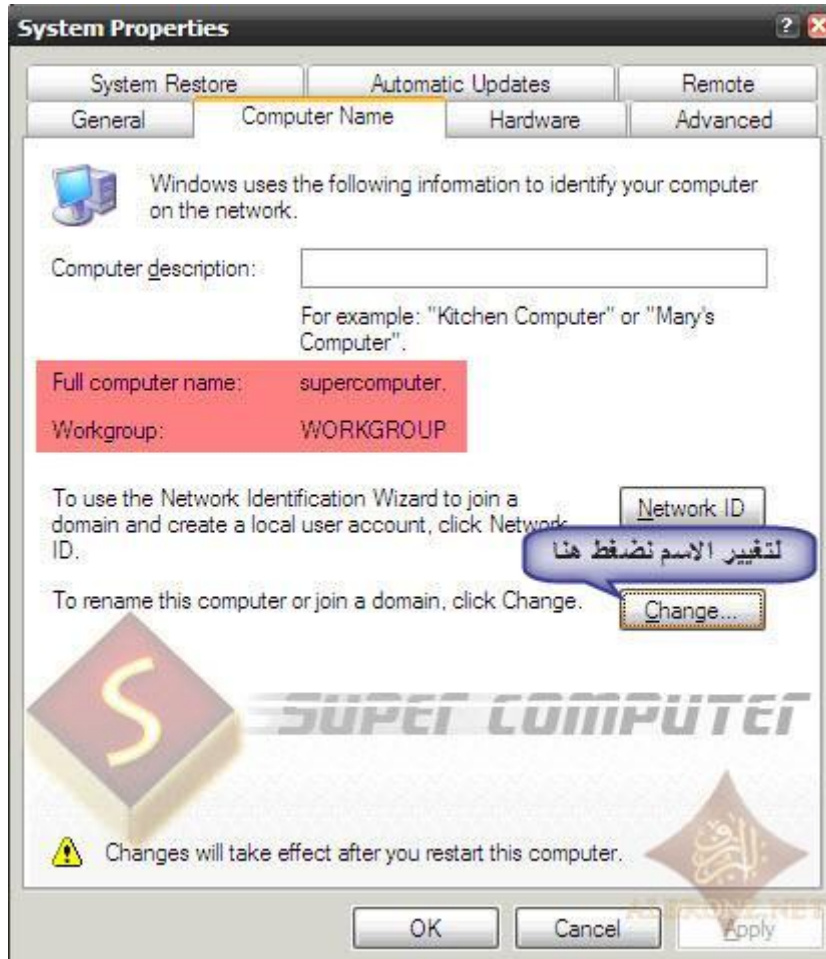 System Properties
System Restore
Automatic Updates
Remote
General
Computer Name
Hardware
Advanced
Windows uses the following information to identify your computer
on the network.
Computer description:
For example: "Kitchen Computer" or "Mary's
Computer".
Full computer name:
supercomputer.
Workgroup:
WORKGROUP
To use the Network Identification Wizard to join a
domain and create a local user account, click Network
ID.
Network ID
لتغيير الاسم نضغط هنا
To rename this computer or join a domain, click Change.
Change...
S
SUPER COMPUTER
Changes will take effect after you restart this computer.
OK
Cancel
Apply